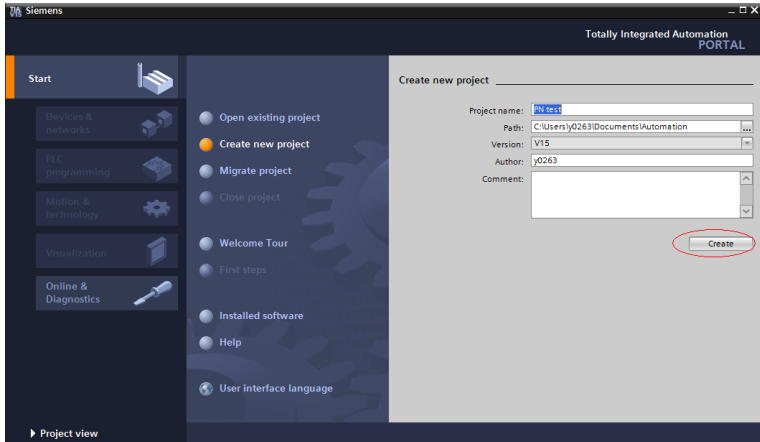 Siemens
Totally Integrated Automation
PORTAL
Start
Devices &
networks
PLC
programming
Motion &
technology
Visualization
Online &
Diagnostics
Open existing project
Create new project
Migrate project
Close project
Welcome Tour
First steps
Installed software
Help
User interface language
Create new project
Project name: PN test
Path: C:\Users\y0263\Documents\Automation ...
Version: V15
Author: y0263
Comment:
Create
Project view